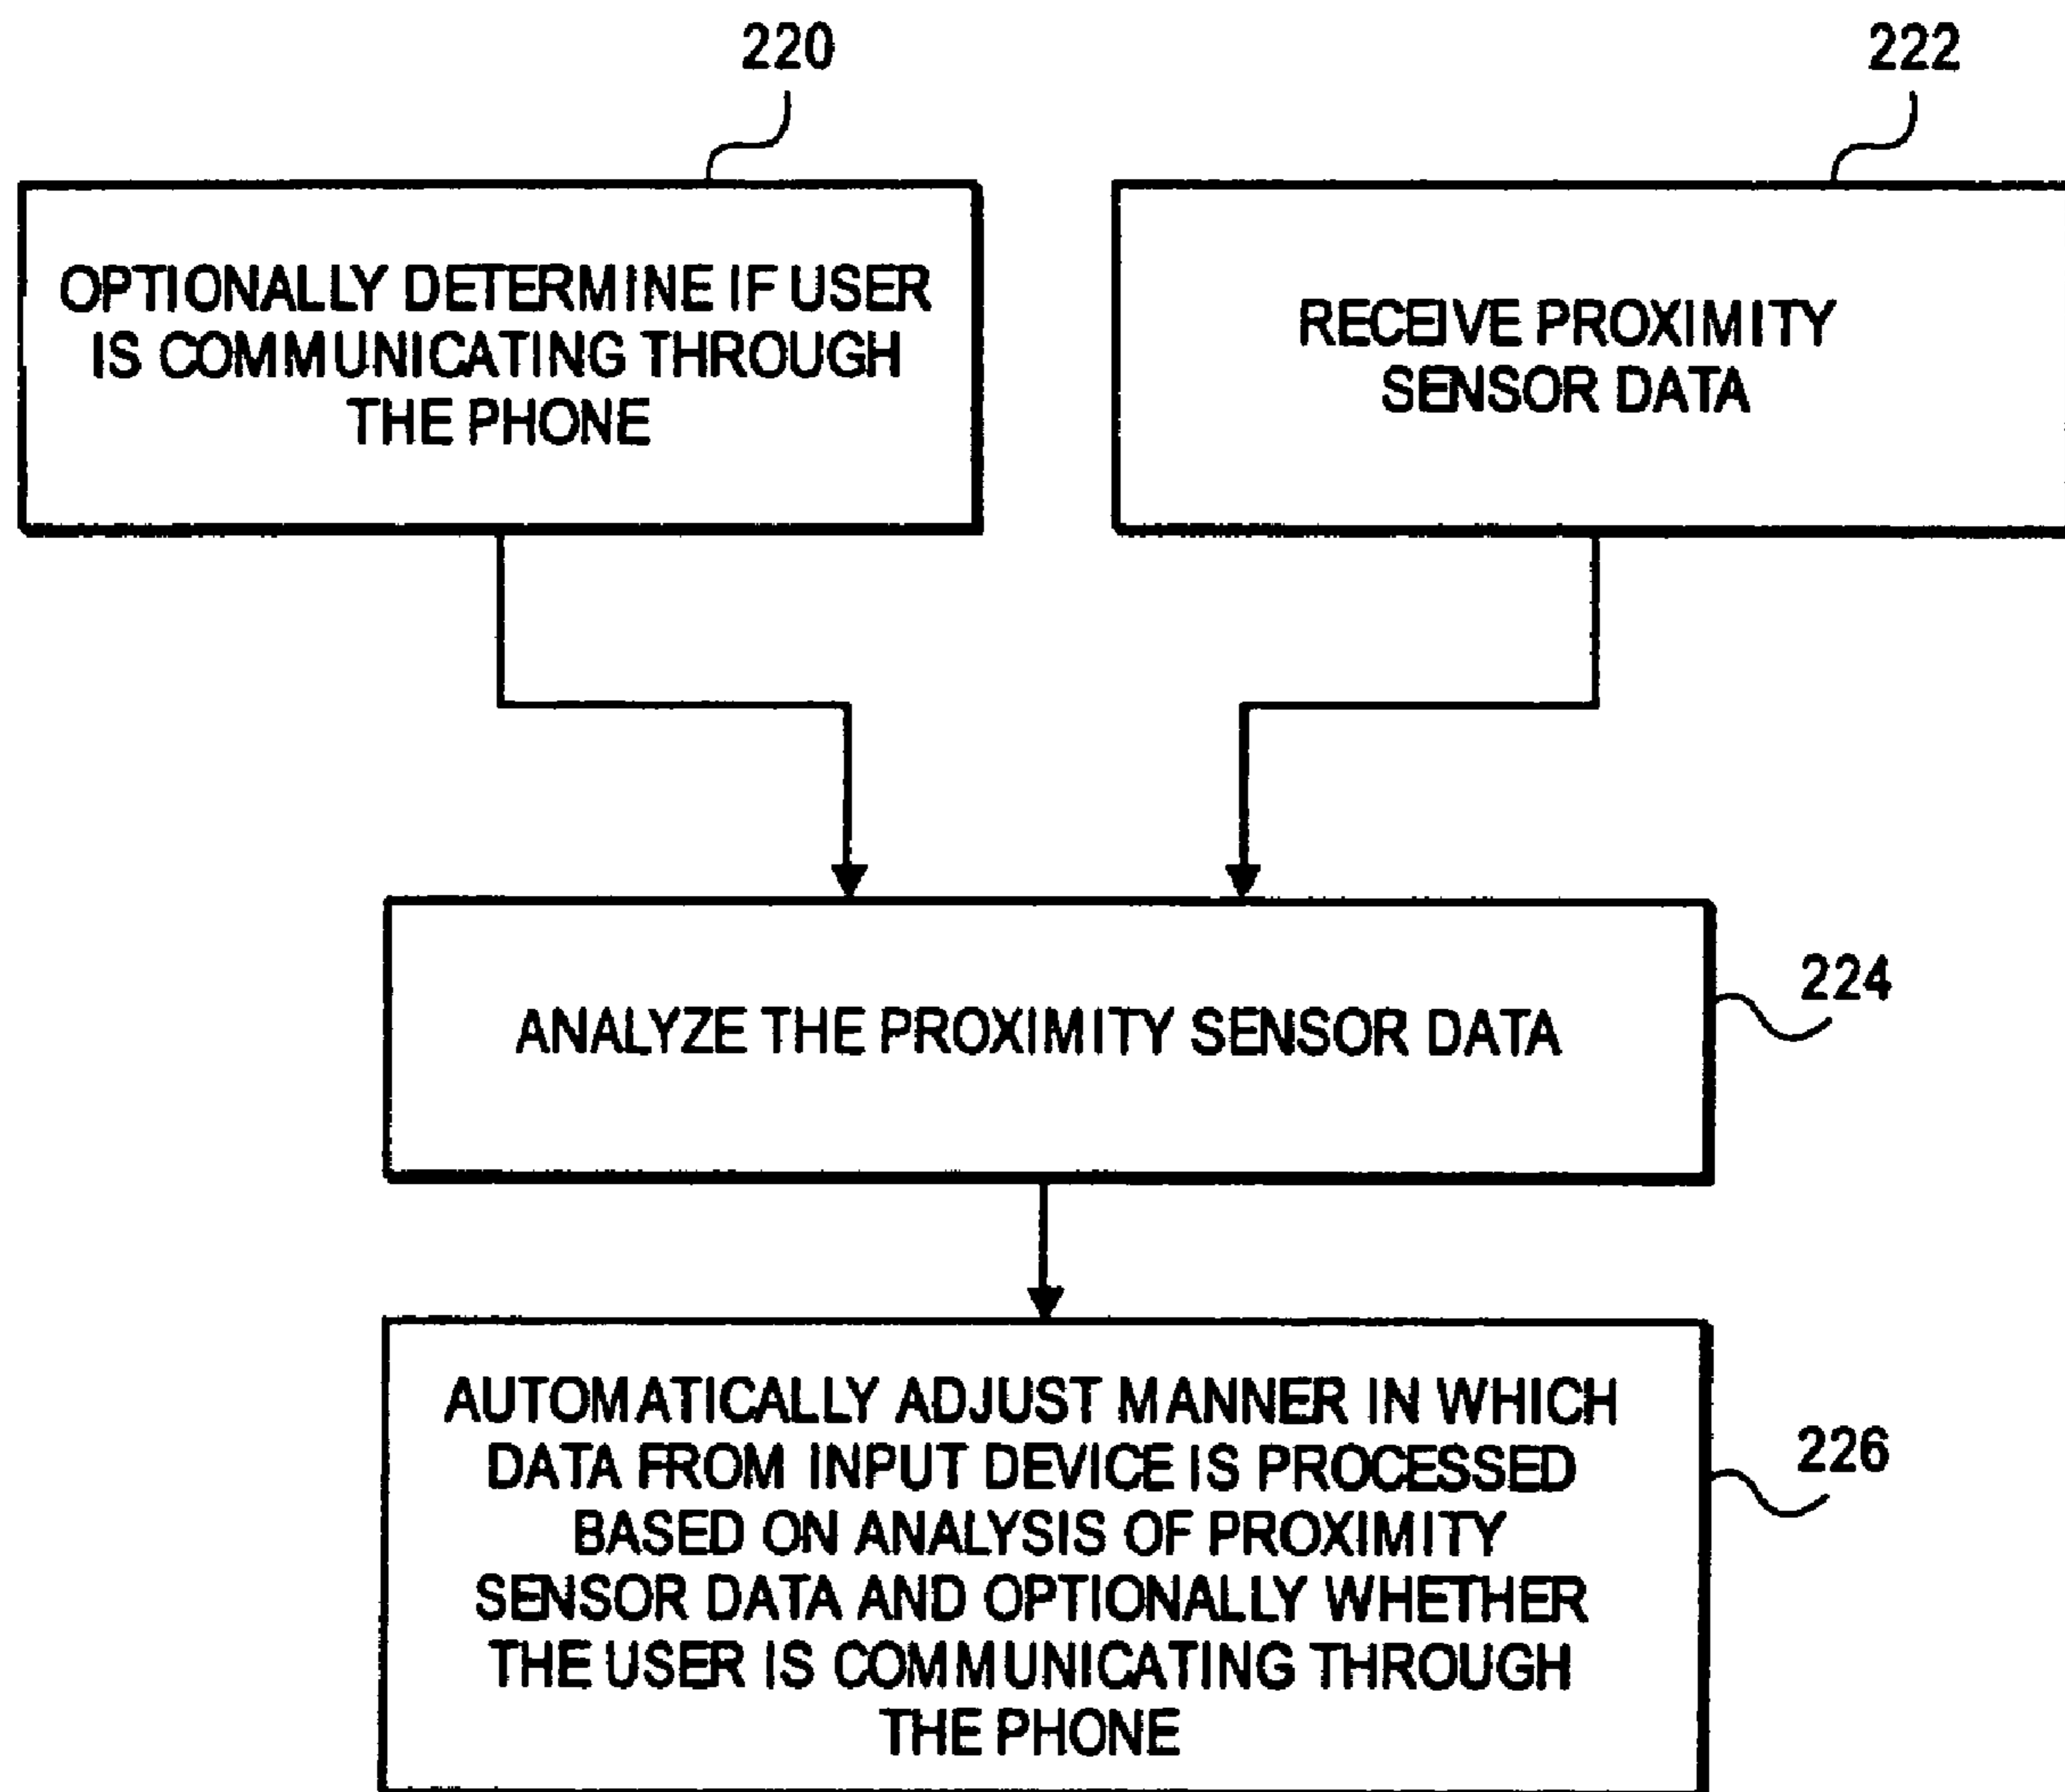 220
222
OPTIONALLY DETERMINE IF USER
IS COMMUNICATING THROUGH
THE PHONE
RECEIVE PROXIMITY
SENSOR DATA
ANALYZE THE PROXIMITY SENSOR DATA
224
AUTOMATICALLY ADJUST MANNER IN WHICH
DATA FROM INPUT DEVICE IS PROCESSED
BASED ON ANALYSIS OF PROXIMITY
SENSOR DATA AND OPTIONALLY WHETHER
THE USER IS COMMUNICATING THROUGH
THE PHONE
226